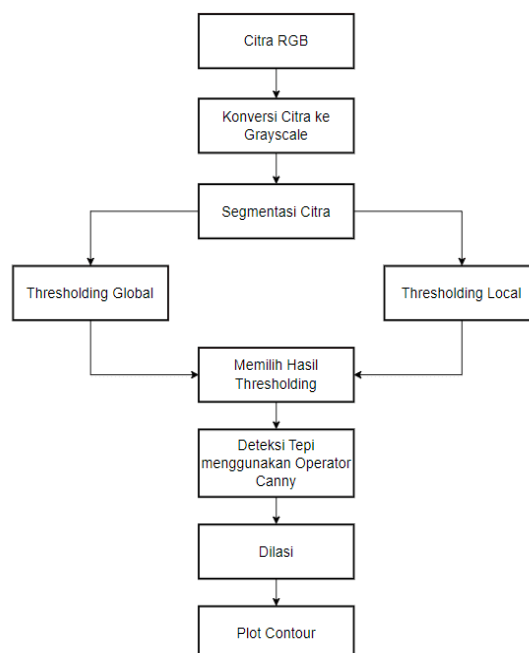 Citra RGB
Konversi Citra ke
Grayscale
Segmentasi Citra
Thresholding Global
Thresholding Local
Memilih Hasil
Thresholding
Deteksi Tepi
menggunakan Operator
Canny
Dilasi
Plot Contour